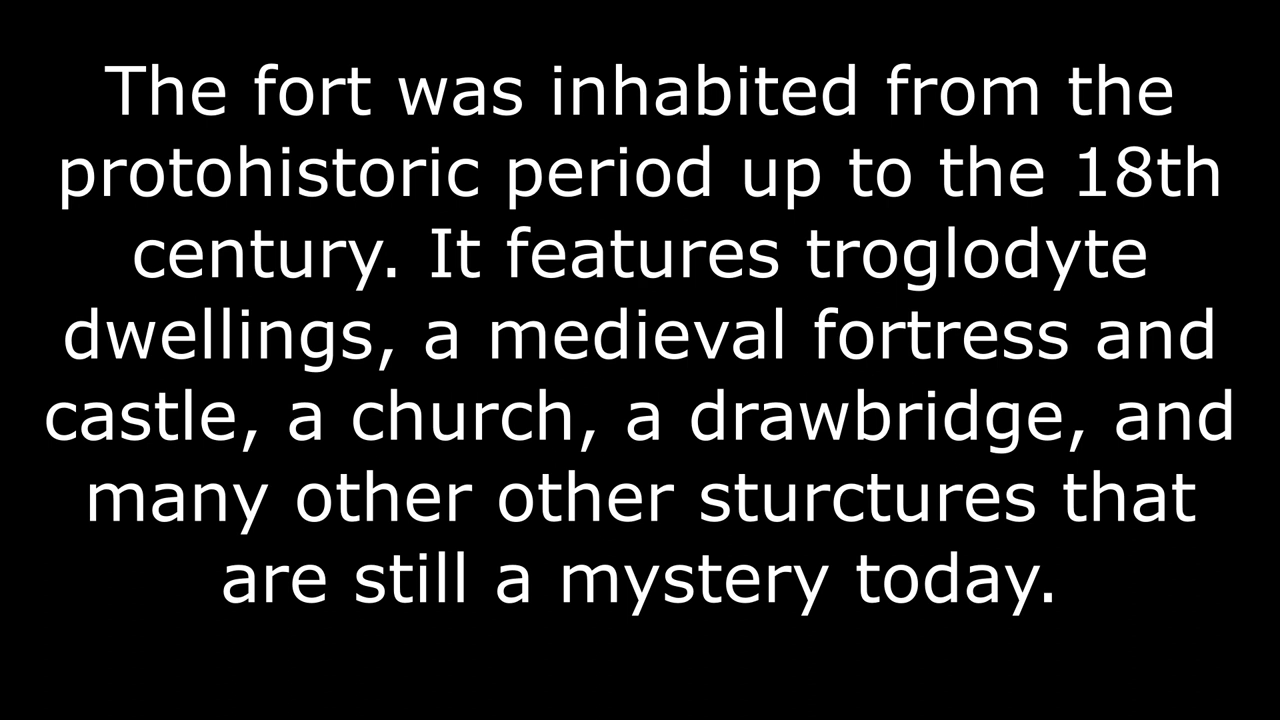 The fort was inhabited from the
protohistoric period up to the 18th
century. It features troglodyte
dwellings, a medieval fortress and
castle, a church, a drawbridge, and
many other other sturctures that
are still a mystery today.